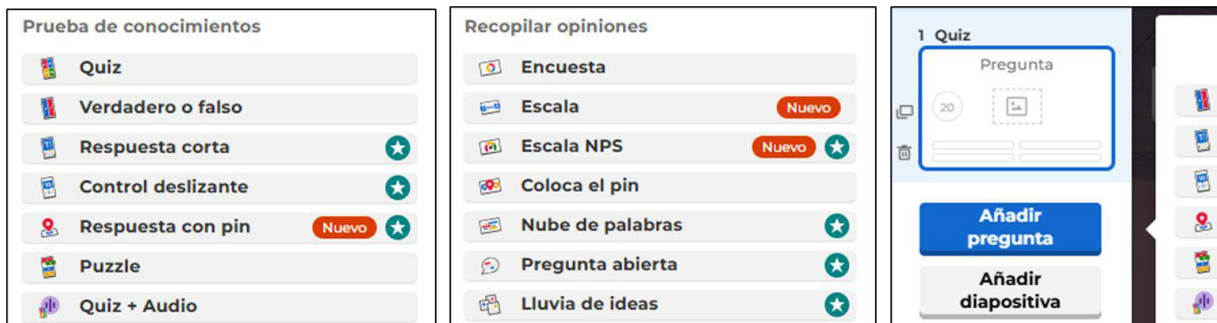 Prueba de conocimientos
Quiz
Verdadero o falso
Respuesta corta
Control deslizante
Respuesta con pin Nuevo
Puzzle
Quiz + Audio
Recopilar opiniones
Encuesta
Escala Nuevo
Escala NPS Nuevo
Coloca el pin
Nube de palabras
Pregunta abierta
Lluvia de ideas
1 Quiz
Pregunta
20
Añadir
pregunta
Añadir
diapositiva